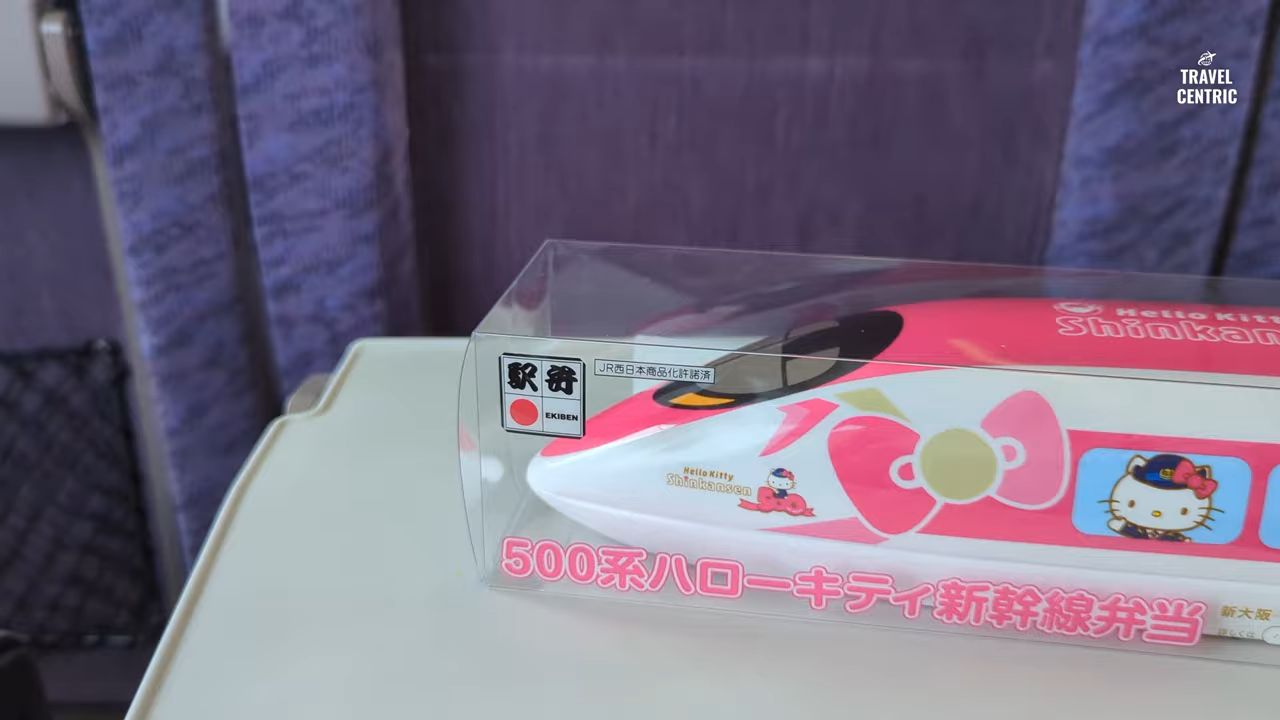 TRAVEL
CENTRIC
Hello Kitty
Shinkan
駅弁
EKIBEN
JR西日本商品化許諾済
Hello Kitty
Shinkansen
500系ハローキティ新幹線弁当
新大阪